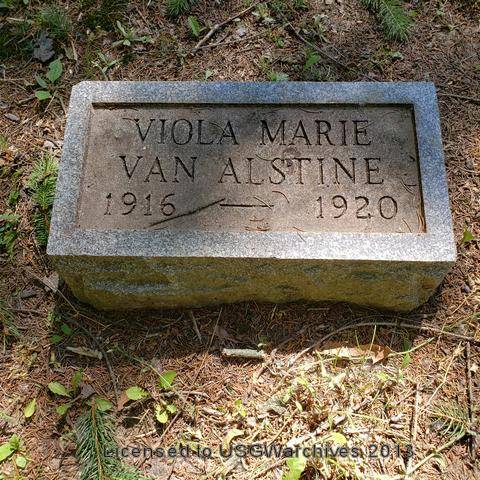 VIOLA MARIE
VAN ALSTINE
1916 — 1920
Licensed to USGWarchives 2013